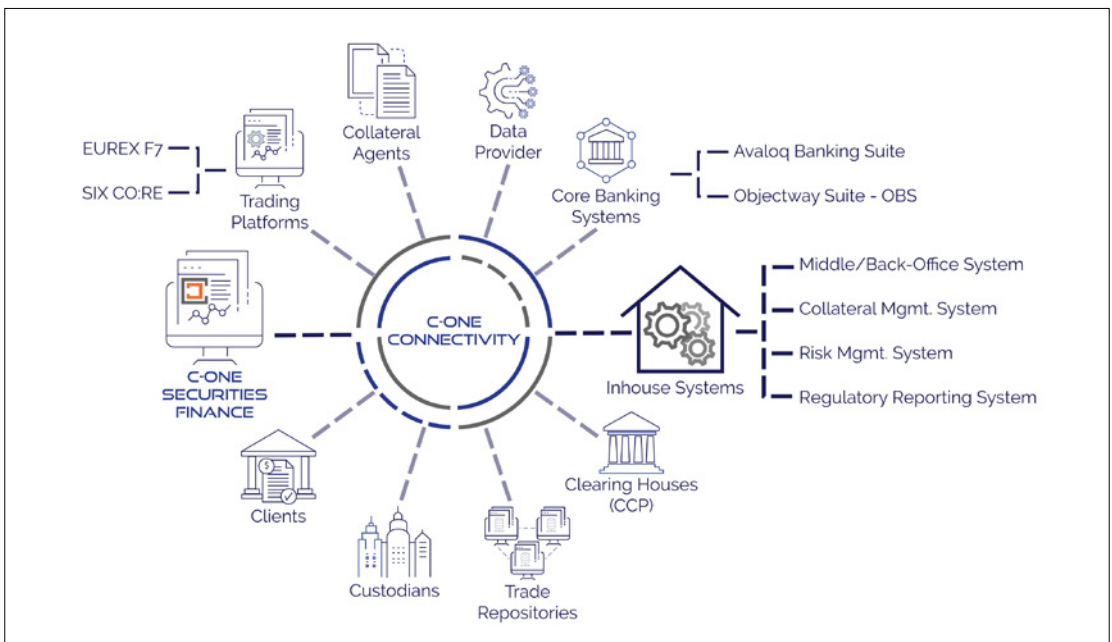 EUREX F7
SIX CO:RE
Trading
Platforms
Collateral
Agents
Data
Provider
Core Banking
Systems
Avaloq Banking Suite
Objectway Suite - OBS
C-ONE
CONNECTIVITY
C-ONE
SECURITIES
FINANCE
Inhouse Systems
Middle/Back-Office System
Collateral Mgmt. System
Risk Mgmt. System
Regulatory Reporting System
Clients
$
Custodians
Trade
Repositories
Clearing Houses
(CCP)